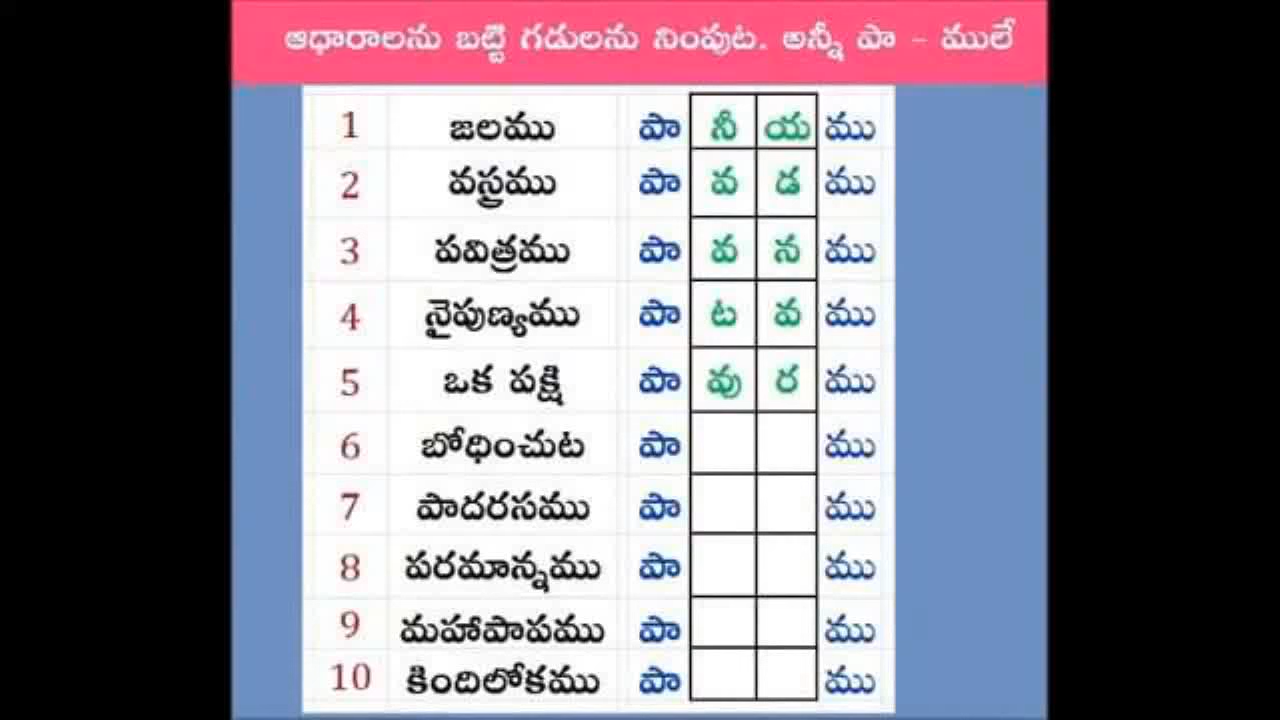 ఆధారాలను బట్టి గడులను నింపుట. అన్నీ పా - ములే
1 జలము పా నీ య ము
2 వస్త్రము పా వ డ ము
3 పవిత్రము పా వ న ము
4 నైపుణ్యము పా ట వ ము
5 ఒక పక్షి పా వు ర ము
6 బోధించుట పా ము
7 పాదరసము పా ము
8 పరమాన్నము పా ము
9 మహాపాపము పా ము
10 కిందిలోకము పా ము